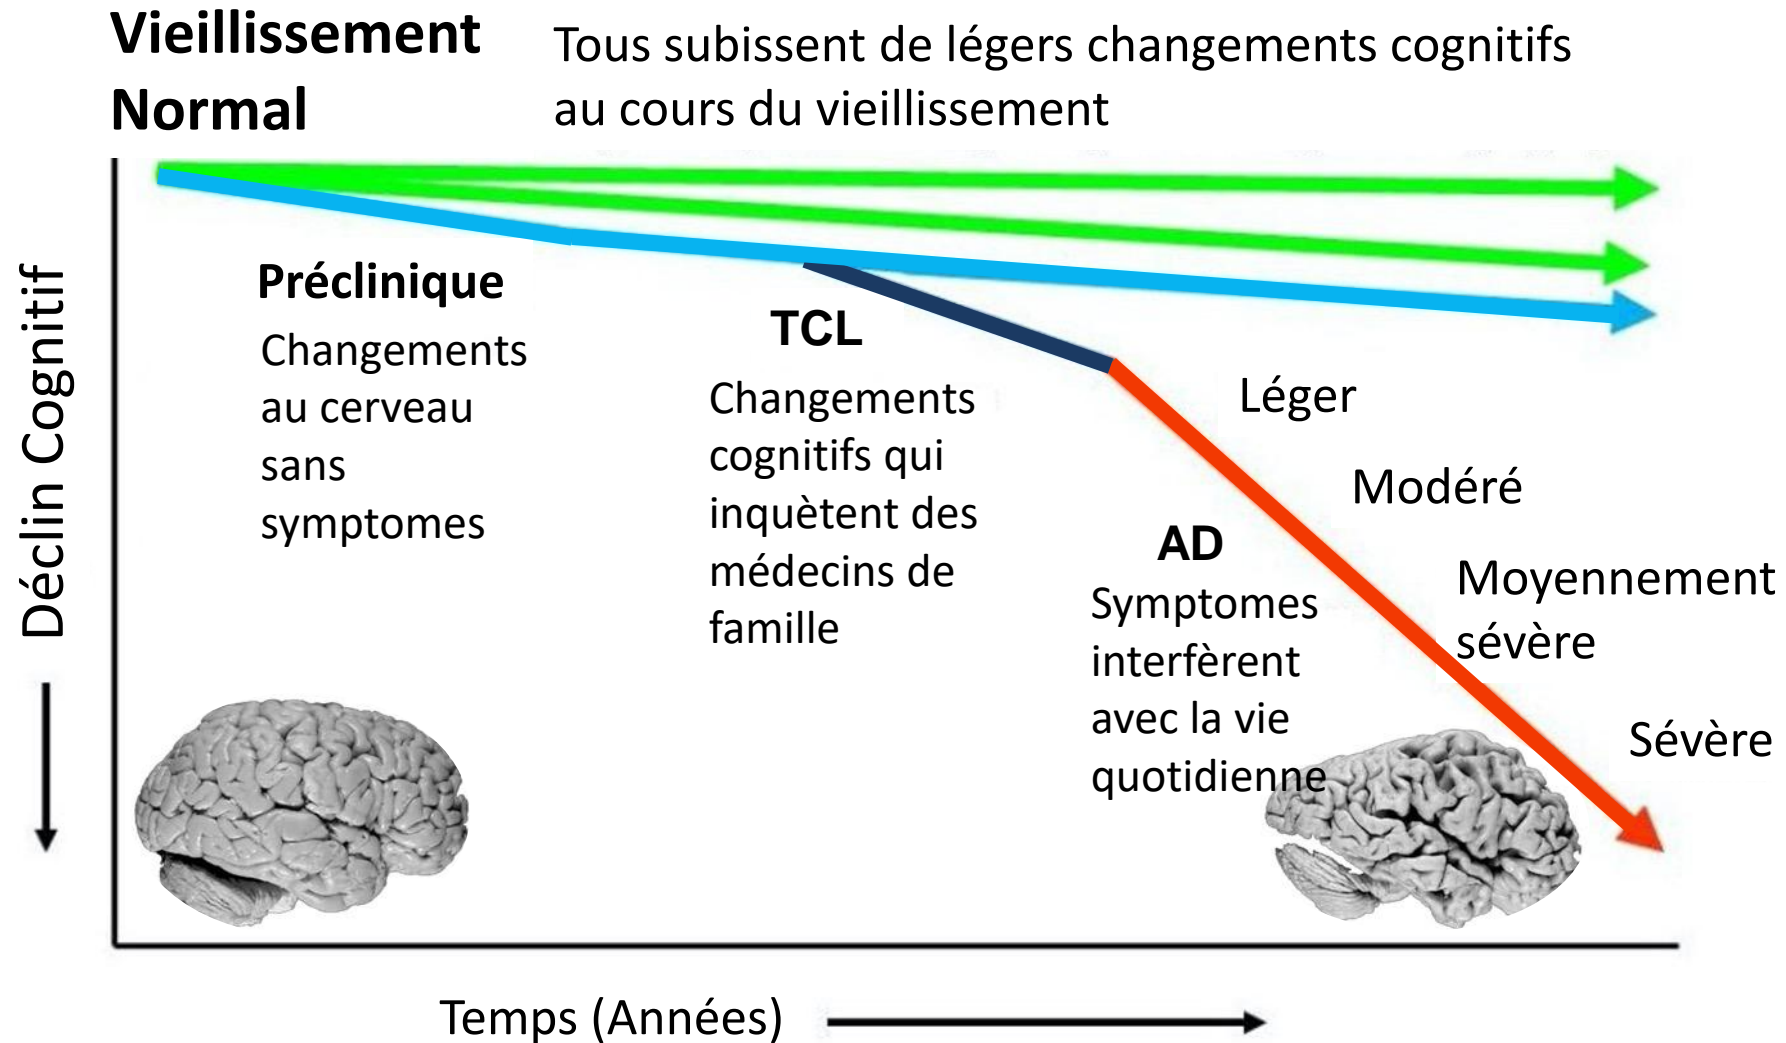 Vieillissement
Normal
Tous subissent de légers changements cognitifs
au cours du vieillissement
Déclin Cognitif
Préclinique
Changements
au cerveau
sans
symptomes
TCL
Changements
cognitifs qui
inquètent des
médecins de
famille
AD
Symptomes
interfèrent
avec la vie
quotidienne
Léger
Modéré
Moyennement
sévère
Sévère
Temps (Années)